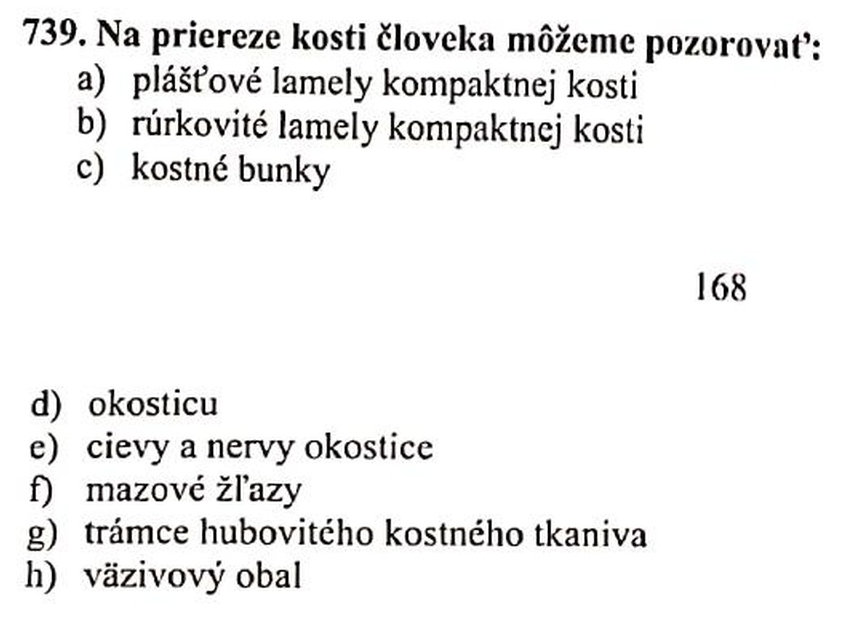 739. Na priereze kosti človeka môžeme pozorovať:
a) plášťové lamely kompaktnej kosti
b) rúrkovité lamely kompaktnej kosti
c) kostné bunky
168
d) okosticu
e) cievy a nervy okostice
f) mazové žľazy
g) trámce hubovitého kostného tkaniva
h) väzivový obal